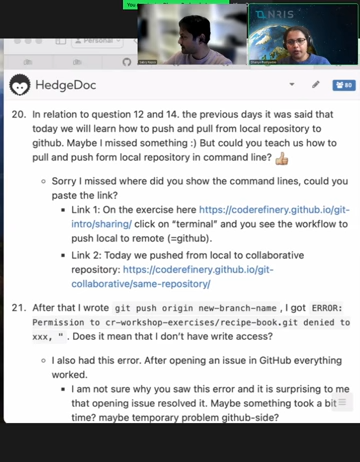 Personal
NRIS
HedgeDoc
80
20. In relation to question 12 and 14. the previous days it was said that
today we will learn how to push and pull from local repository to
github. Maybe I missed something :) But could you teach us how to
pull and push form local repository in command line? 👍
Sorry I missed where did you show the command lines, could you
paste the link?
Link 1: On the exercise here https://coderefinery.github.io/git-
intro/sharing/ click on “terminal” and you see the workflow to
push local to remote (=github).
Link 2: Today we pushed from local to collaborative
repository: https://coderefinery.github.io/git-
collaborative/same-repository/
21. After that I wrote git push origin new-branch-name , I got ERROR:
Permission to cr-workshop-exercises/recipe-book.git denied to
xxx, “ . Does it mean that I don't have write access?
I also had this error. After opening an issue in GitHub everything
worked.
I am not sure why you saw this error and it is surprising to me
that opening issue resolved it. Maybe something took a bit
time? maybe temporary problem github-side?